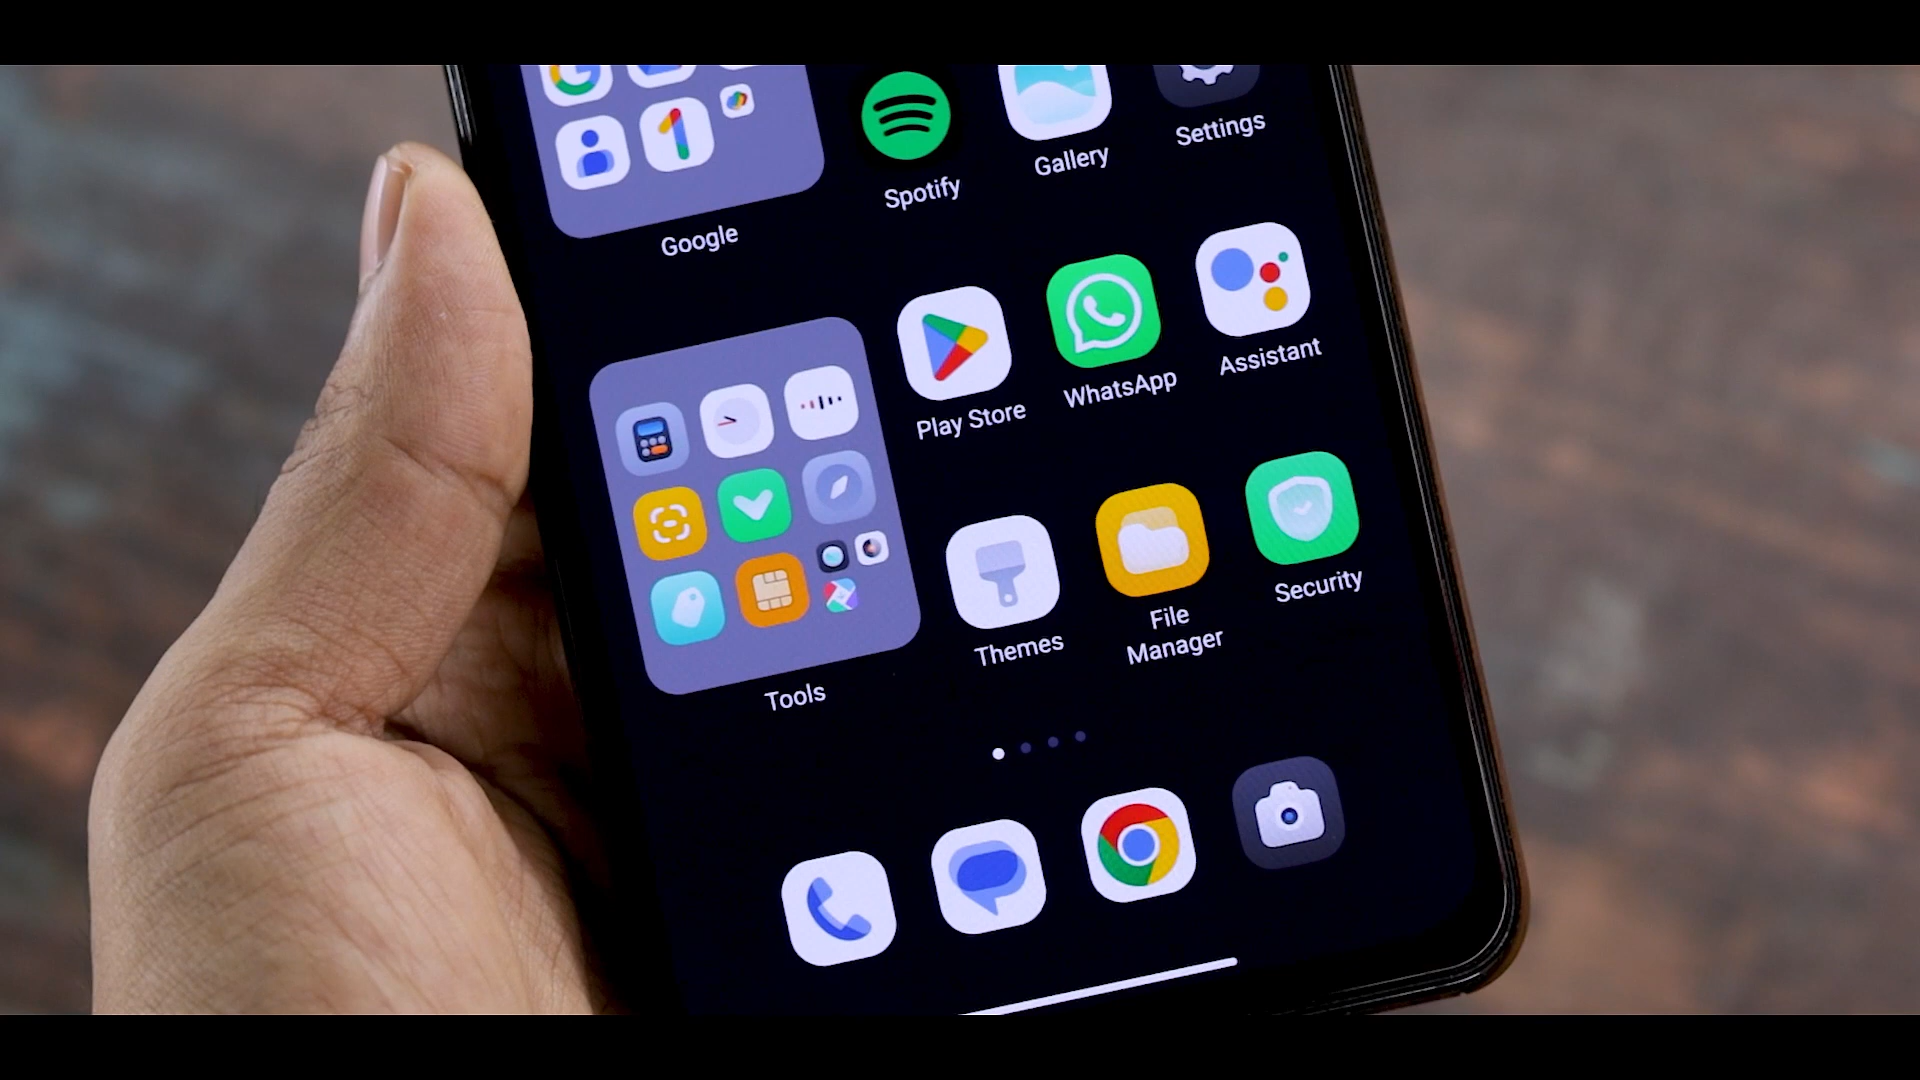 Settings
Gallery
Spotify
Google
Assistant
WhatsApp
Play Store
Security
File
Manager
Themes
Tools